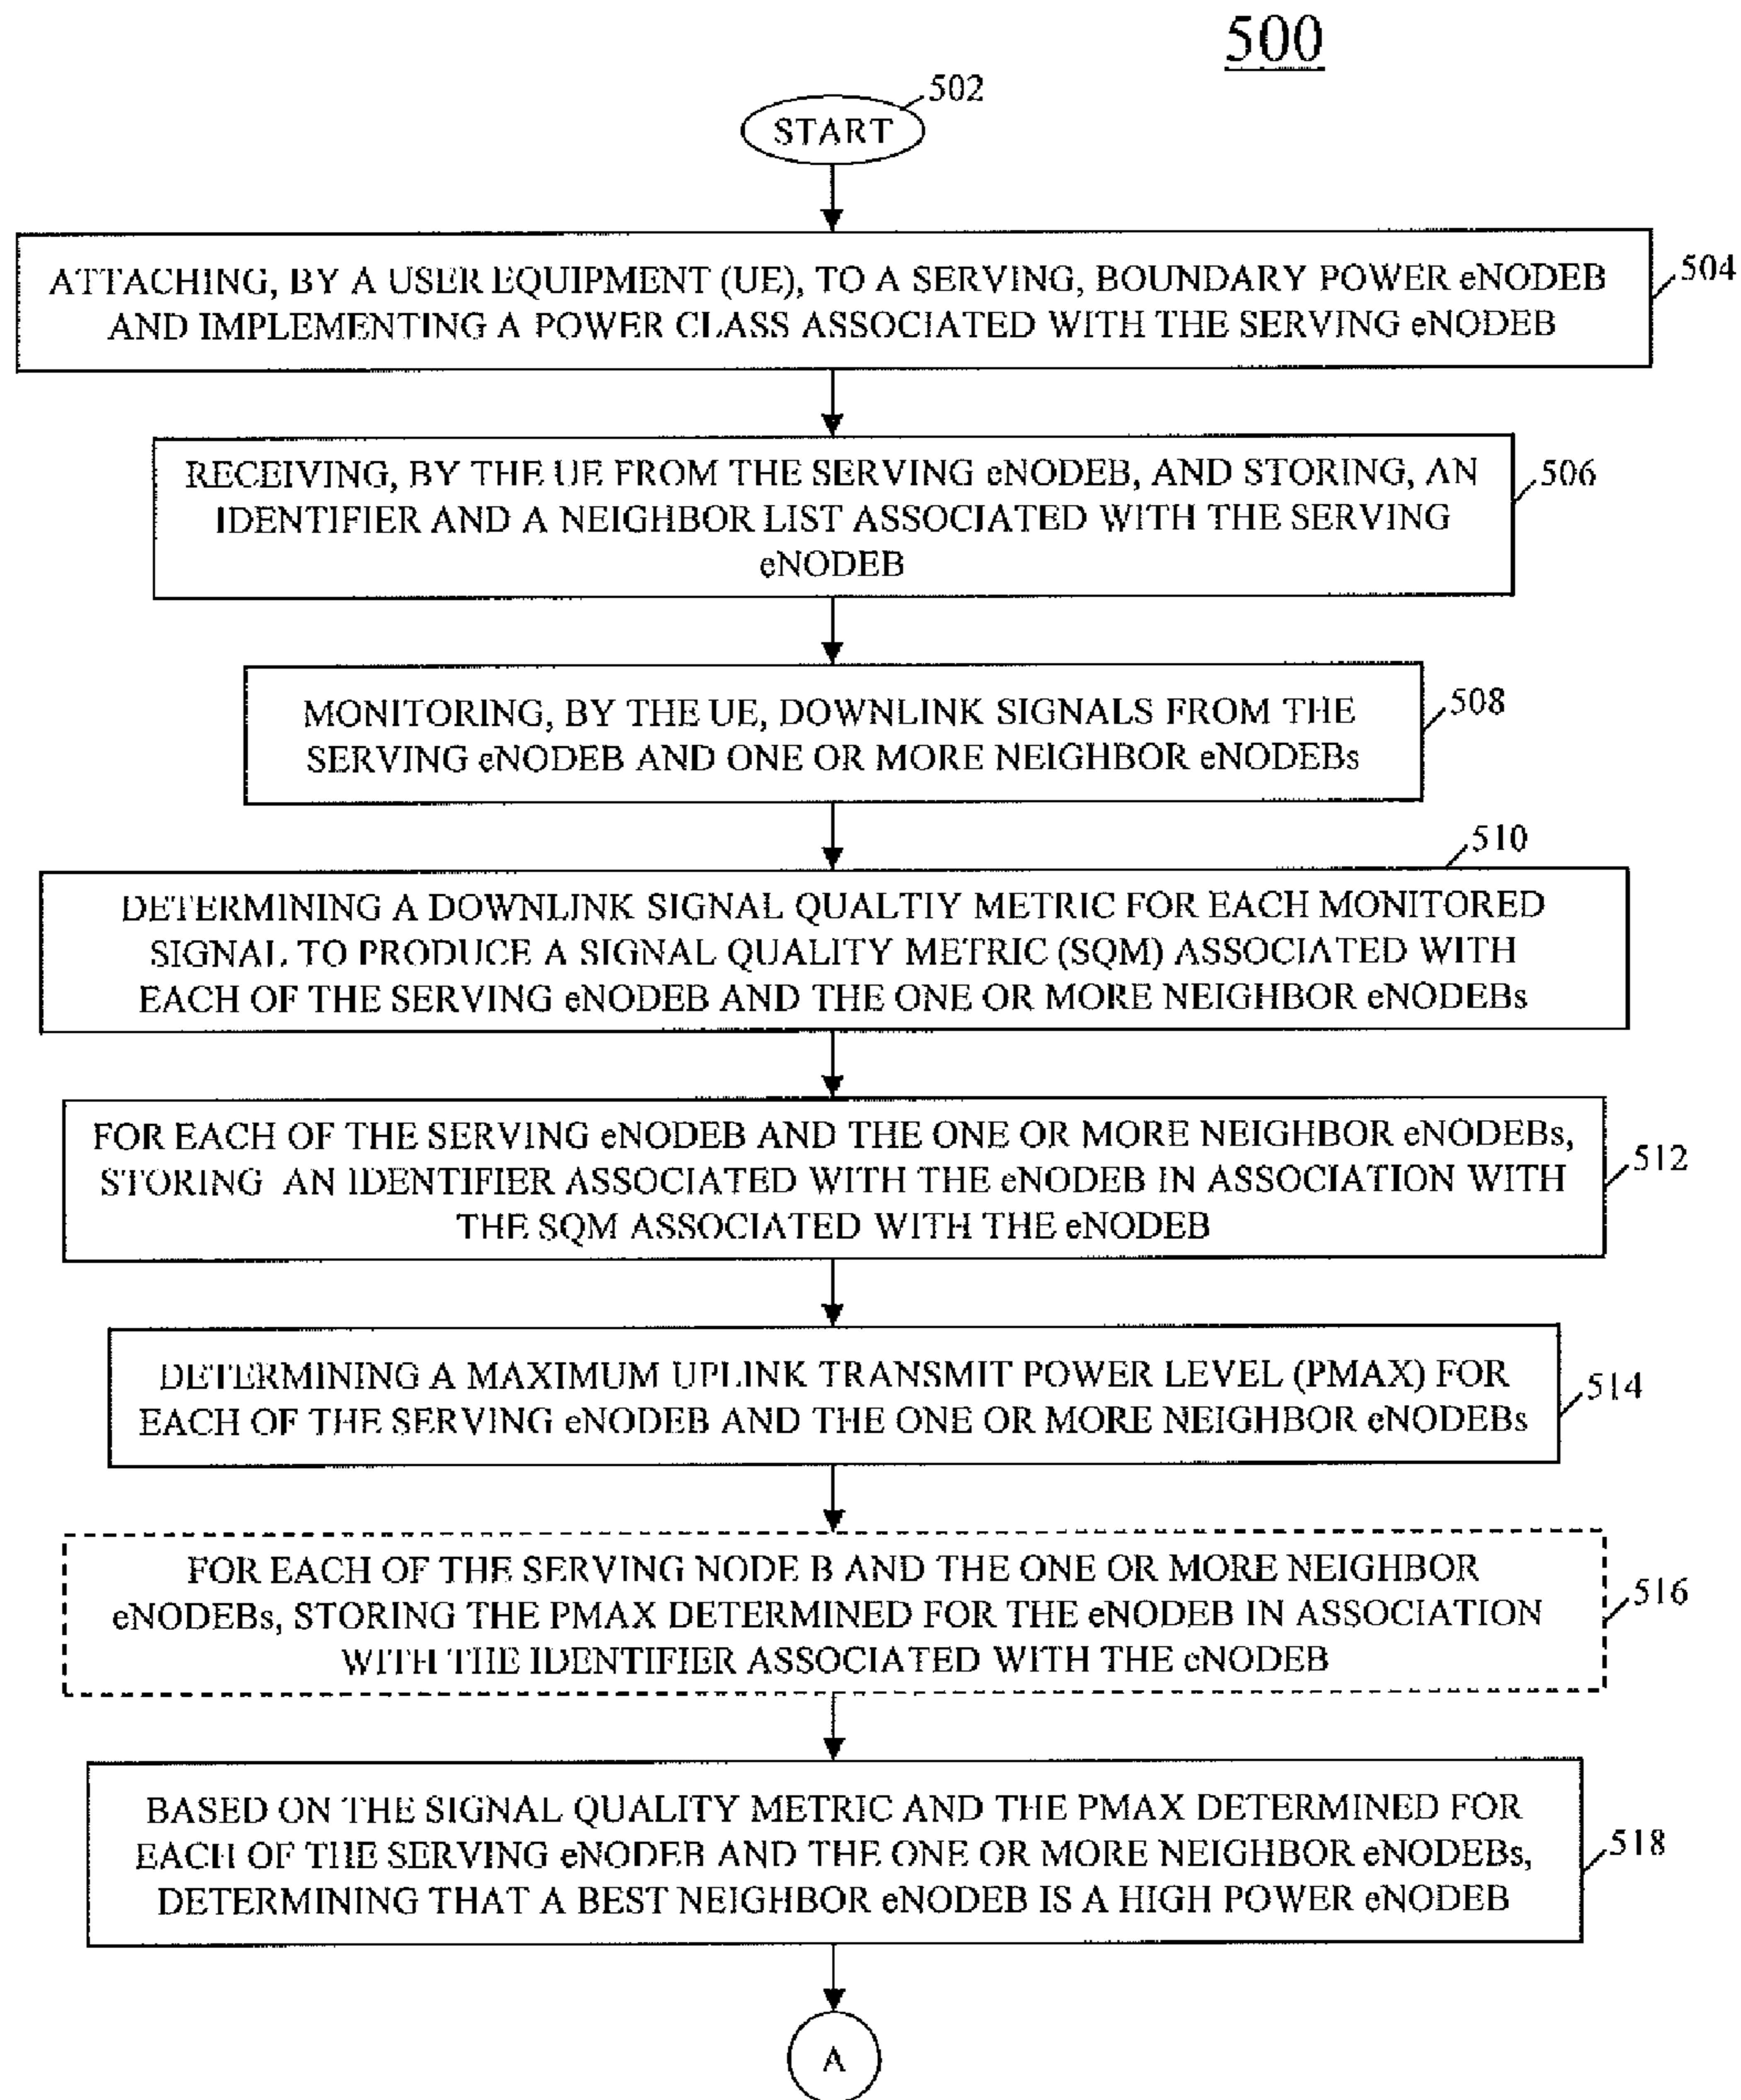 500
502
START
ATTACHING, BY A USER EQUIPMENT (UE), TO A SERVING, BOUNDARY POWER eNODEB
AND IMPLEMENTING A POWER CLASS ASSOCIATED WITH THE SERVING eNODEB
504
RECEIVING, BY THE UE FROM THE SERVING eNODEB, AND STORING, AN
IDENTIFIER AND A NEIGHBOR LIST ASSOCIATED WITH THE SERVING
eNODEB
506
MONITORING, BY THE UE, DOWNLINK SIGNALS FROM THE
SERVING eNODEB AND ONE OR MORE NEIGHBOR eNODEBs
508
510
DETERMINING A DOWNLINK SIGNAL QUALTIY METRIC FOR EACH MONITORED
SIGNAL TO PRODUCE A SIGNAL QUALITY METRIC (SQM) ASSOCIATED WITH
EACH OF THE SERVING eNODEB AND THE ONE OR MORE NEIGHBOR eNODEBs
FOR EACH OF THE SERVING eNODEB AND THE ONE OR MORE NEIGHBOR eNODEBs,
STORING AN IDENTIFIER ASSOCIATED WITH THE eNODEB IN ASSOCIATION WITH
THE SQM ASSOCIATED WITH THE eNODEB
512
DETERMINING A MAXIMUM UPLINK TRANSMIT POWER LEVEL (PMAX) FOR
EACH OF THE SERVING eNODEB AND THE ONE OR MORE NEIGHBOR eNODEBs
514
FOR EACH OF THE SERVING NODE B AND THE ONE OR MORE NEIGHBOR
eNODEBs, STORING THE PMAX DETERMINED FOR THE eNODEB IN ASSOCIATION
WITH THE IDENTIFIER ASSOCIATED WITH THE eNODEB
516
BASED ON THE SIGNAL QUALITY METRIC AND THE PMAX DETERMINED FOR
EACH OF THE SERVING eNODEB AND THE ONE OR MORE NEIGHBOR eNODEBs,
DETERMINING THAT A BEST NEIGHBOR eNODEB IS A HIGH POWER eNODEB
518
A